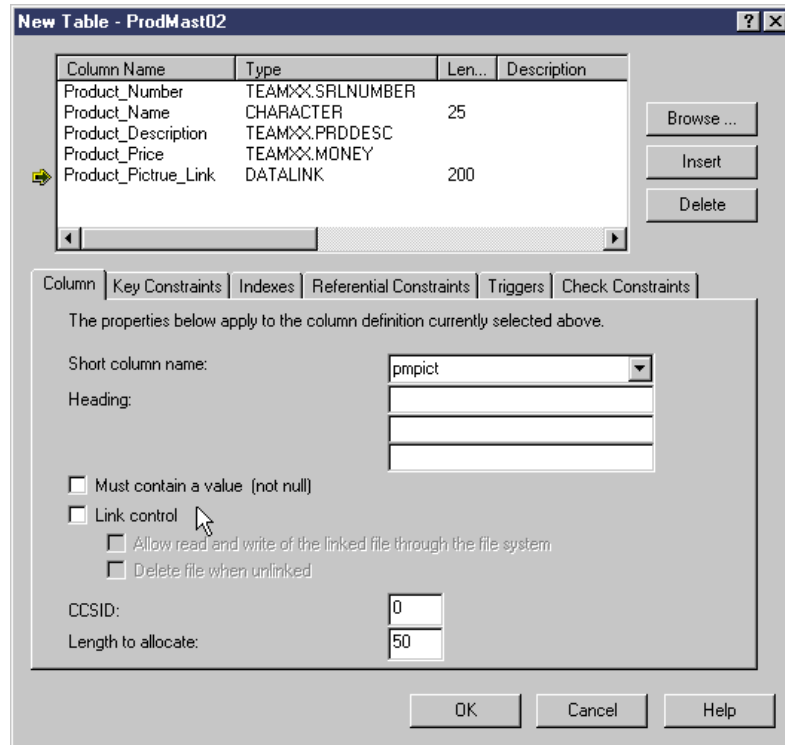 New Table - ProdMast02
Column Name Type Len... Description
Product_Number TEAMXX.SRLNUMBER
Product_Name CHARACTER 25
Product_Description TEAMXX.PRDDESC
Product_Price TEAMXX.MONEY
Product_Pictrue_Link DATALINK 200
Browse ...
Insert
Delete
Column Key Constraints Indexes Referential Constraints Triggers Check Constraints
The properties below apply to the column definition currently selected above.
Short column name: pmpict
Heading:
Must contain a value (not null)
Link control
Allow read and write of the linked file through the file system
Delete file when unlinked
CCSID: 0
Length to allocate: 50
OK Cancel Help